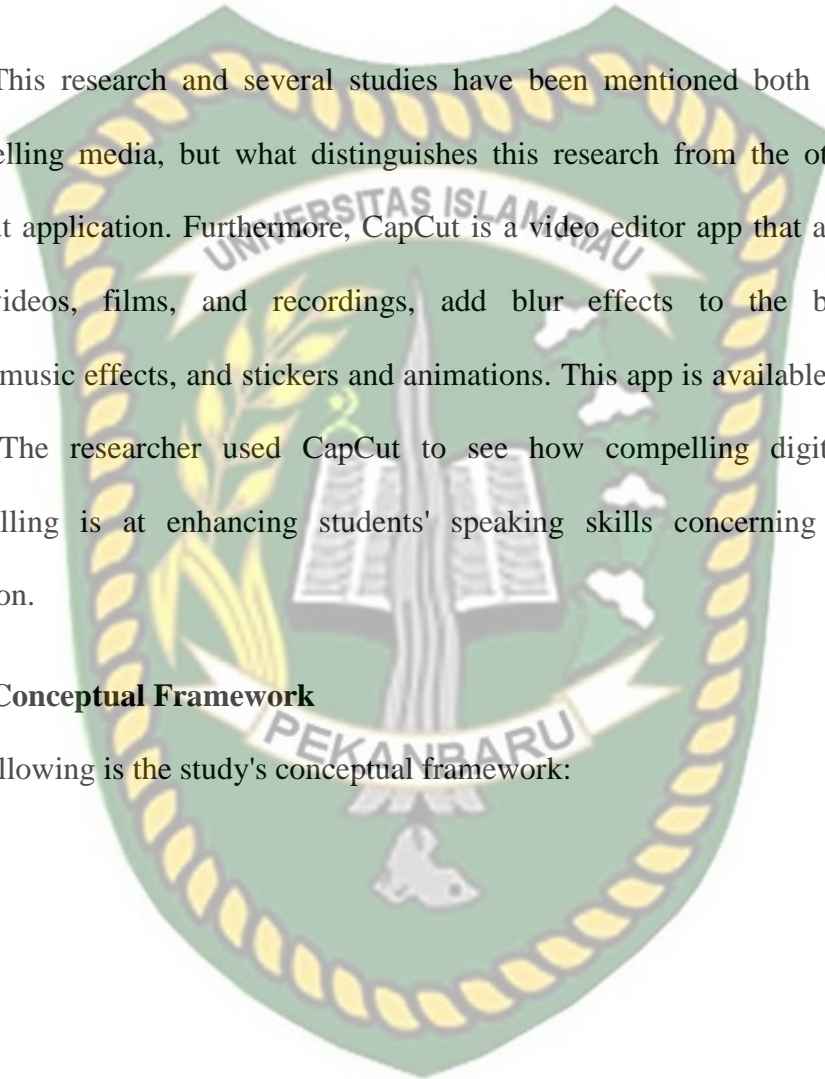 This research and several studies have been mentioned both
elling media, but what distinguishes this research from the ot
t application. Furthermore, CapCut is a video editor app that a
videos, films, and recordings, add blur effects to the b
music effects, and stickers and animations. This app is available
The researcher used CapCut to see how compelling digit
lling is at enhancing students' speaking skills concerning
on.
Conceptual Framework
llowing is the study's conceptual framework:
UNIVERSITAS ISLAM RIAU
PEKANBARU